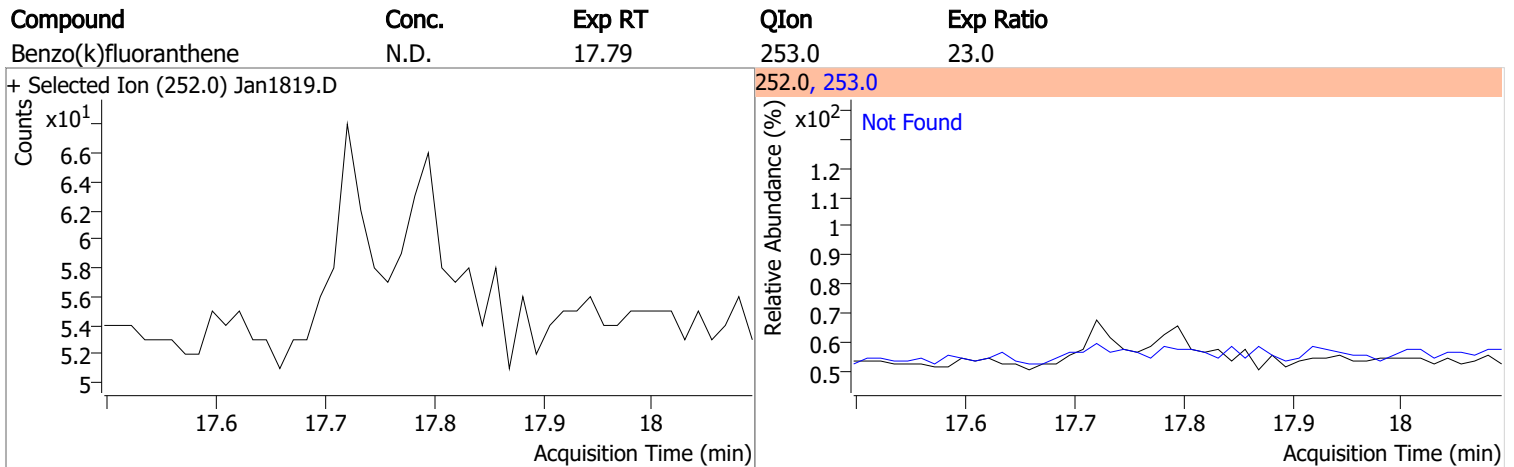 Compound Conc. Exp RT QIon Exp Ratio
Benzo(k)fluoranthene N.D. 17.79 253.0 23.0
+ Selected Ion (252.0) Jan1819.D
Counts
x10¹
6.6
6.4
6.2
6
5.8
5.6
5.4
5.2
5
17.6 17.7 17.8 17.9 18
Acquisition Time (min)
252.0, 253.0
Relative Abundance (%)
x10²
Not Found
1.2
1.1
1
0.9
0.8
0.7
0.6
0.5
17.6 17.7 17.8 17.9 18
Acquisition Time (min)